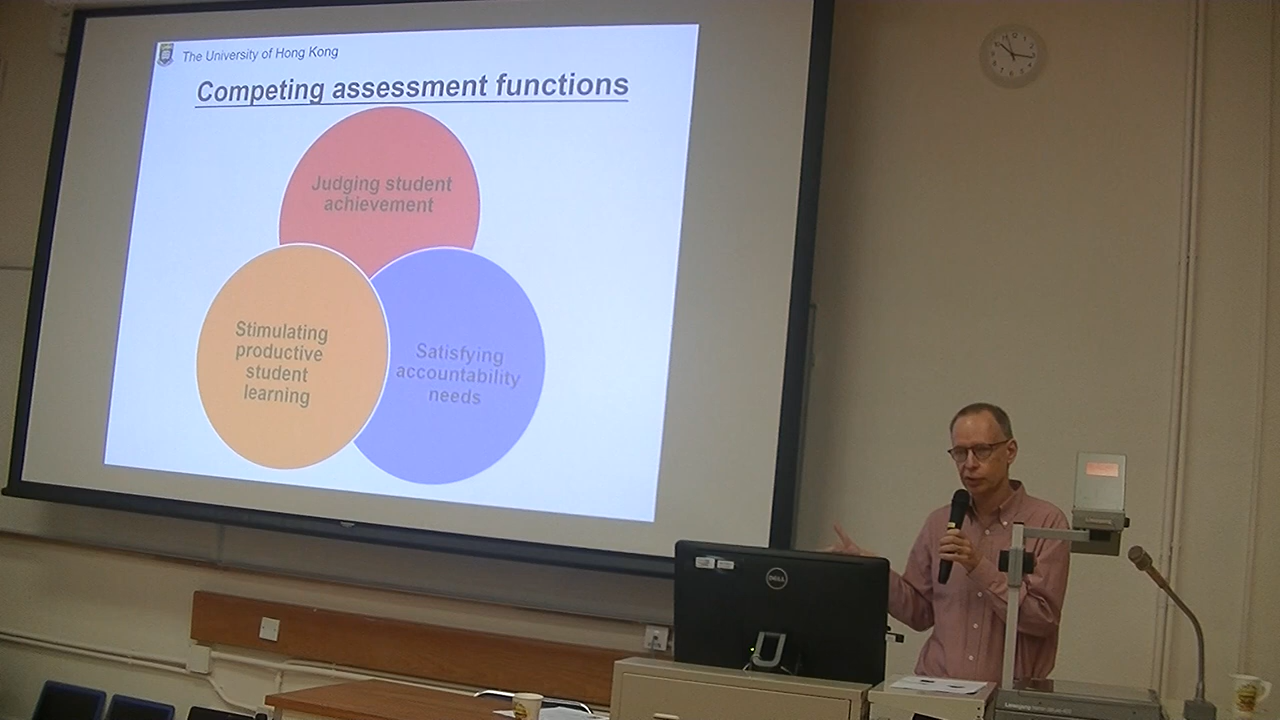 The University of Hong Kong
Competing assessment functions
Judging student
achievement
Stimulating
productive
student
learning
Satisfying
accountability
needs
DELL